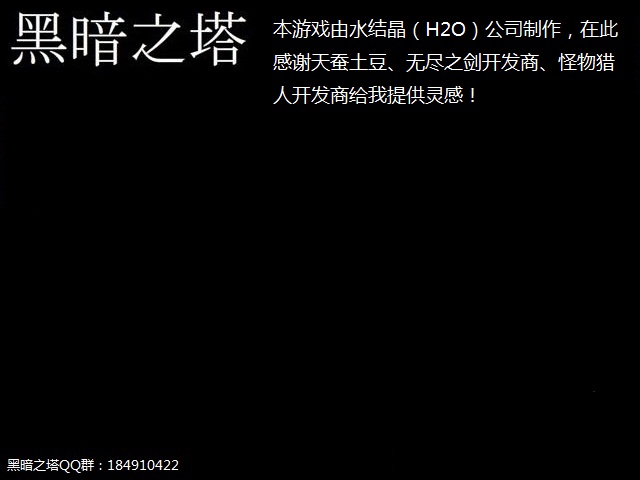 黑暗之塔
本游戏由水结晶（H2O）公司制作，在此
感谢天蚕土豆、无尽之剑开发商、怪物猎
人开发商给我提供灵感！
黑暗之塔QQ群：184910422